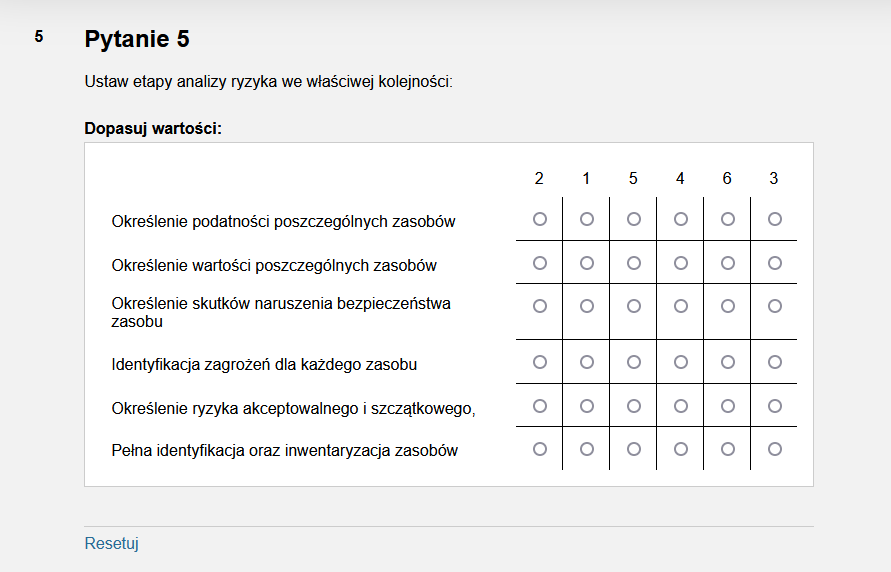 5
Pytanie 5
Ustaw etapy analizy ryzyka we właściwej kolejności:
Dopasuj wartości:
2 1 5 4 6 3
Określenie podatności poszczególnych zasobów
Określenie wartości poszczególnych zasobów
Określenie skutków naruszenia bezpieczeństwa
zasobu
Identyfikacja zagrożeń dla każdego zasobu
Określenie ryzyka akceptowalnego i szczątkowego,
Pełna identyfikacja oraz inwentaryzacja zasobów
Resetuj